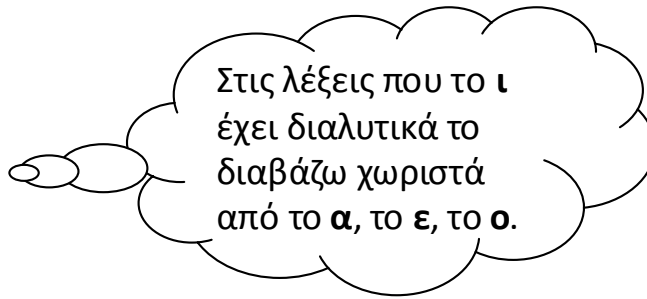 Στις λέξεις που το ι
έχει διαλυτικά το
διαβάζω χωριστά
από το α, το ε, το ο.